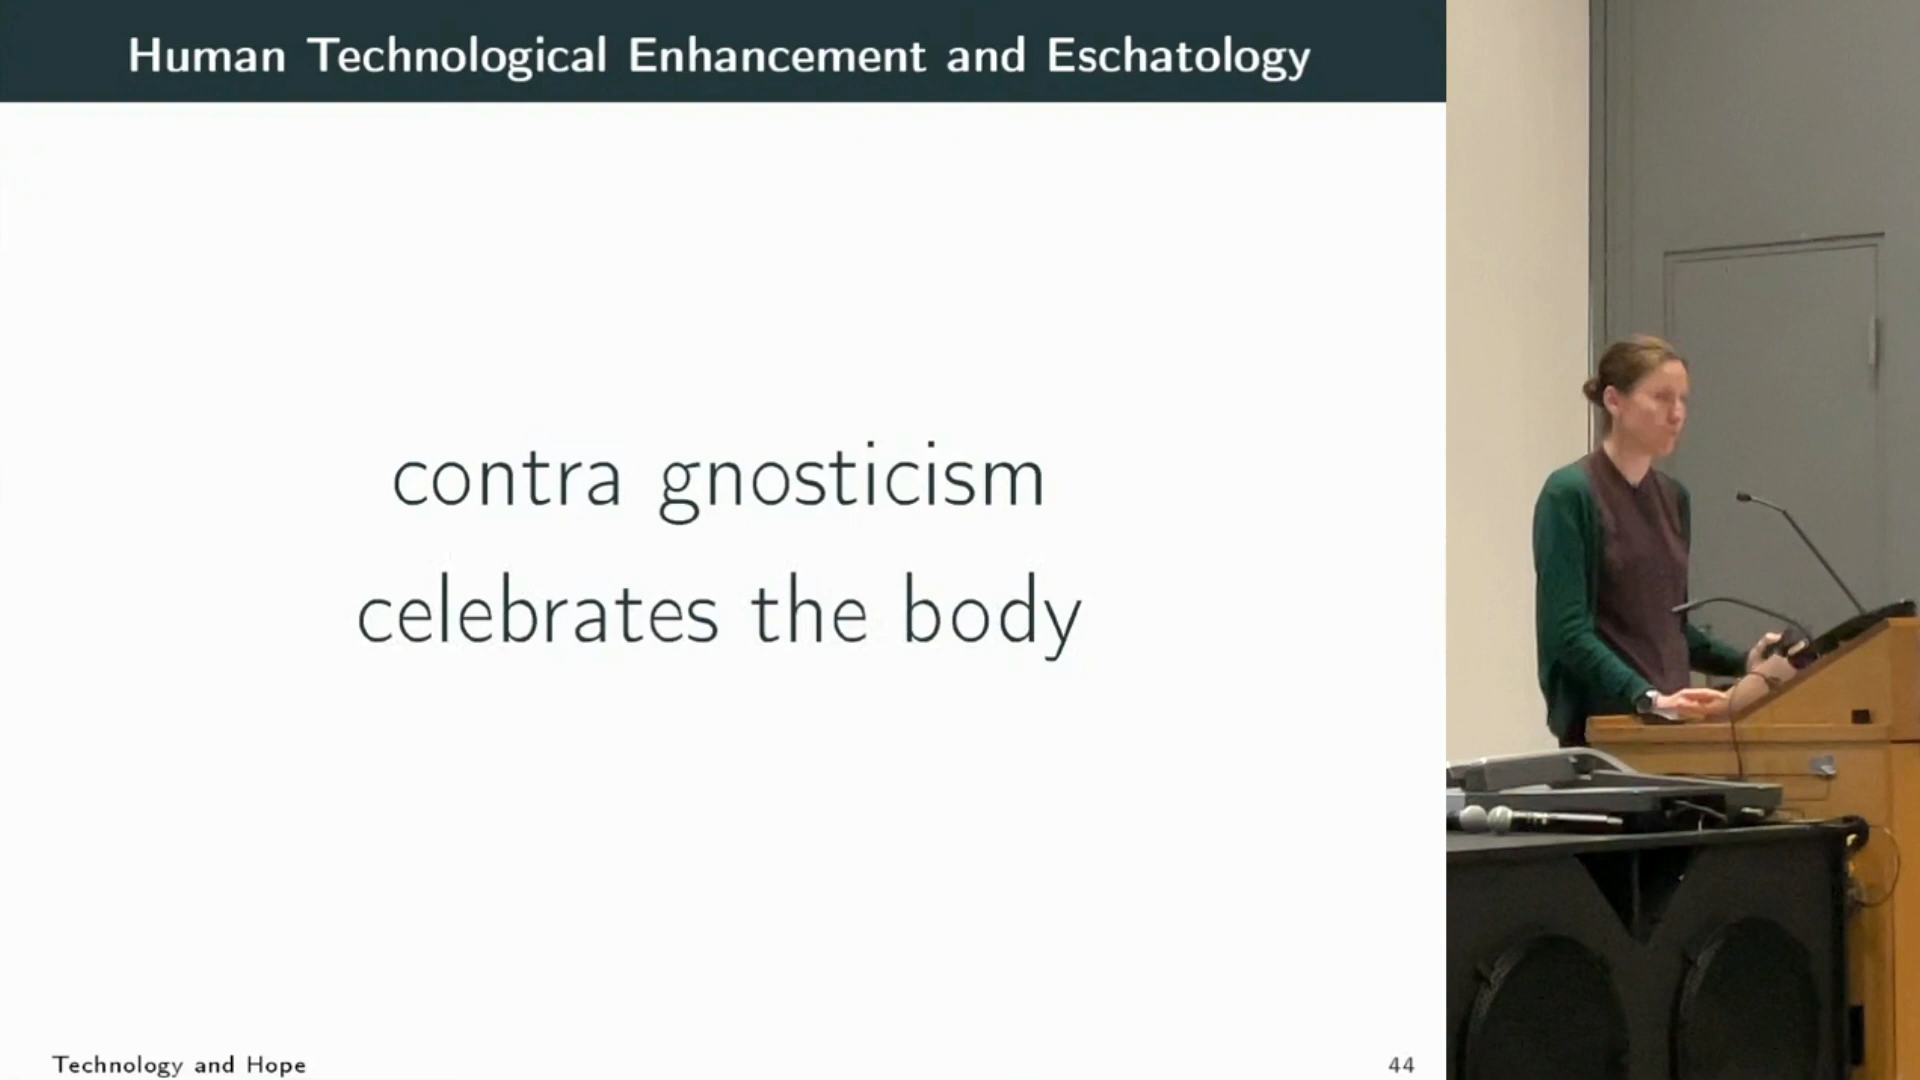 Human Technological Enhancement and Eschatology
contra gnosticism
celebrates the body
Technology and Hope
44